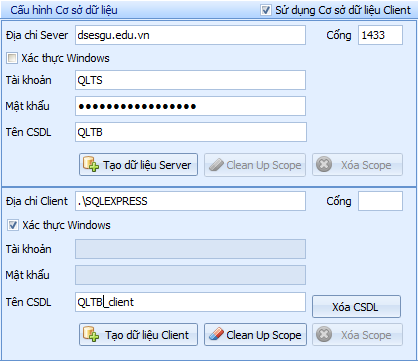 Cấu hình Cơ sở dữ liệu Sử dụng Cơ sở dữ liệu Client
Địa chỉ Sever dsesgu.edu.vn Cổng 1433
Xác thực Windows
Tài khoản QLTS
Mật khẩu •••••••••••••••••
Tên CSDL QLTB
Tạo dữ liệu Server Clean Up Scope Xóa Scope
Địa chỉ Client .\SQLEXPRESS Cổng
Xác thực Windows
Tài khoản
Mật khẩu
Tên CSDL QLTB_client Xóa CSDL
Tạo dữ liệu Client Clean Up Scope Xóa Scope